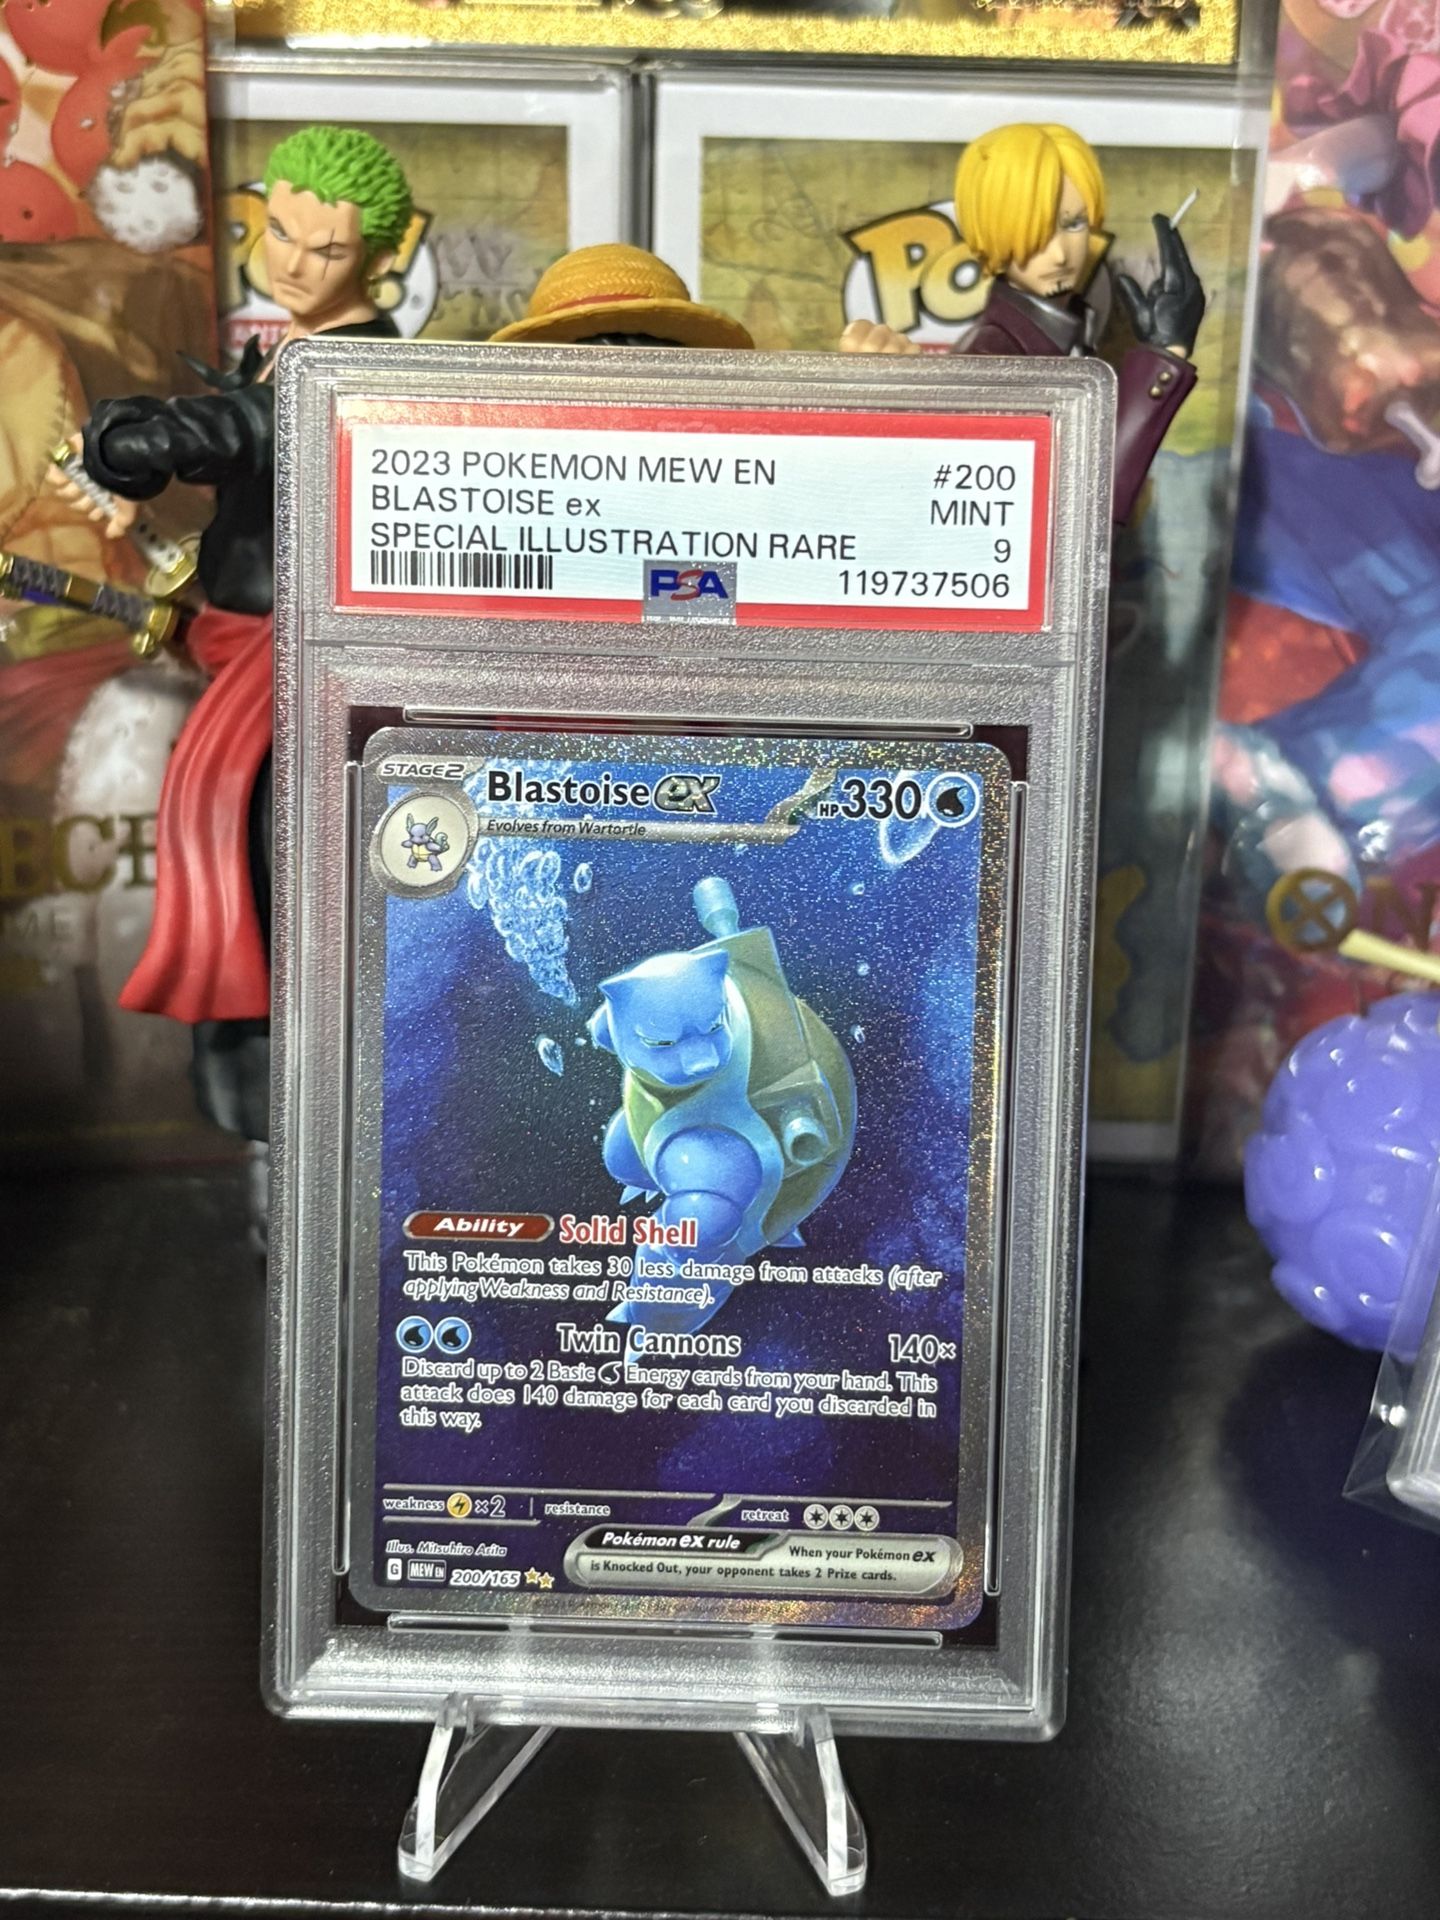 2023 POKEMON MEW EN #200
BLASTOISE ex MINT
SPECIAL ILLUSTRATION RARE 9
PSA 119737506
STAGE2 Blastoise ex HP 330
Evolves from Wartortle
Ability Solid Shell
This Pokémon takes 30 less damage from attacks (after
applying Weakness and Resistance).
Twin Cannons 140×
Discard up to 2 Basic Energy cards from your hand. This
attack does 140 damage for each card you discarded in
this way.
weakness ×2 resistance retreat
Illus. Mitsuhiro Arita
Pokémon ex rule When your Pokémon ex
is Knocked Out, your opponent takes 2 Prize cards.
G MEW EN 200/165